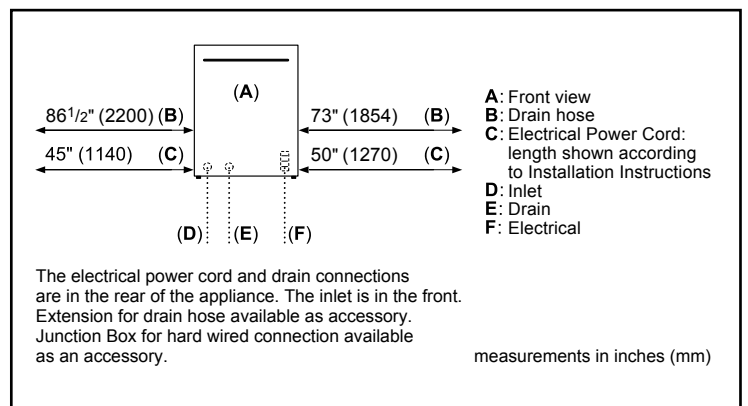 (A)
86 1/2" (2200) (B)
73" (1854) (B)
45" (1140) (C)
50" (1270) (C)
(D)
(E)
(F)
A: Front view
B: Drain hose
C: Electrical Power Cord:
length shown according
to Installation Instructions
D: Inlet
E: Drain
F: Electrical
The electrical power cord and drain connections
are in the rear of the appliance. The inlet is in the front.
Extension for drain hose available as accessory.
Junction Box for hard wired connection available
as an accessory.
measurements in inches (mm)